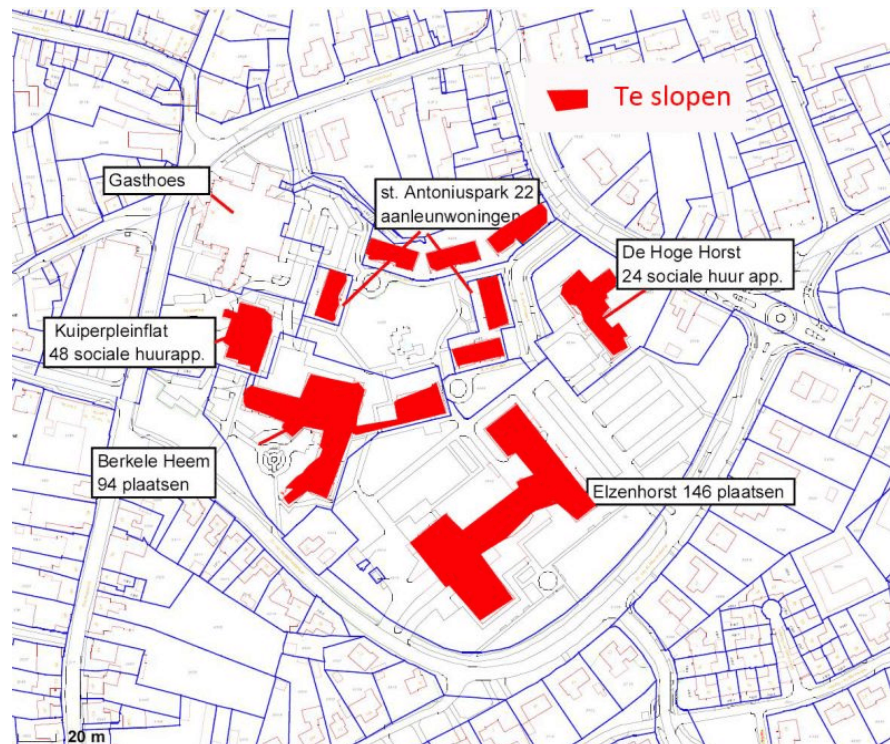 Te slopen
Gasthoes
st. Antoniuspark 22
aanleunwoningen
De Hoge Horst
24 sociale huur app.
Kuiperpleinflat
48 sociale huurapp.
Berkele Heem
94 plaatsen
Elzenhorst 146 plaatsen
20 m